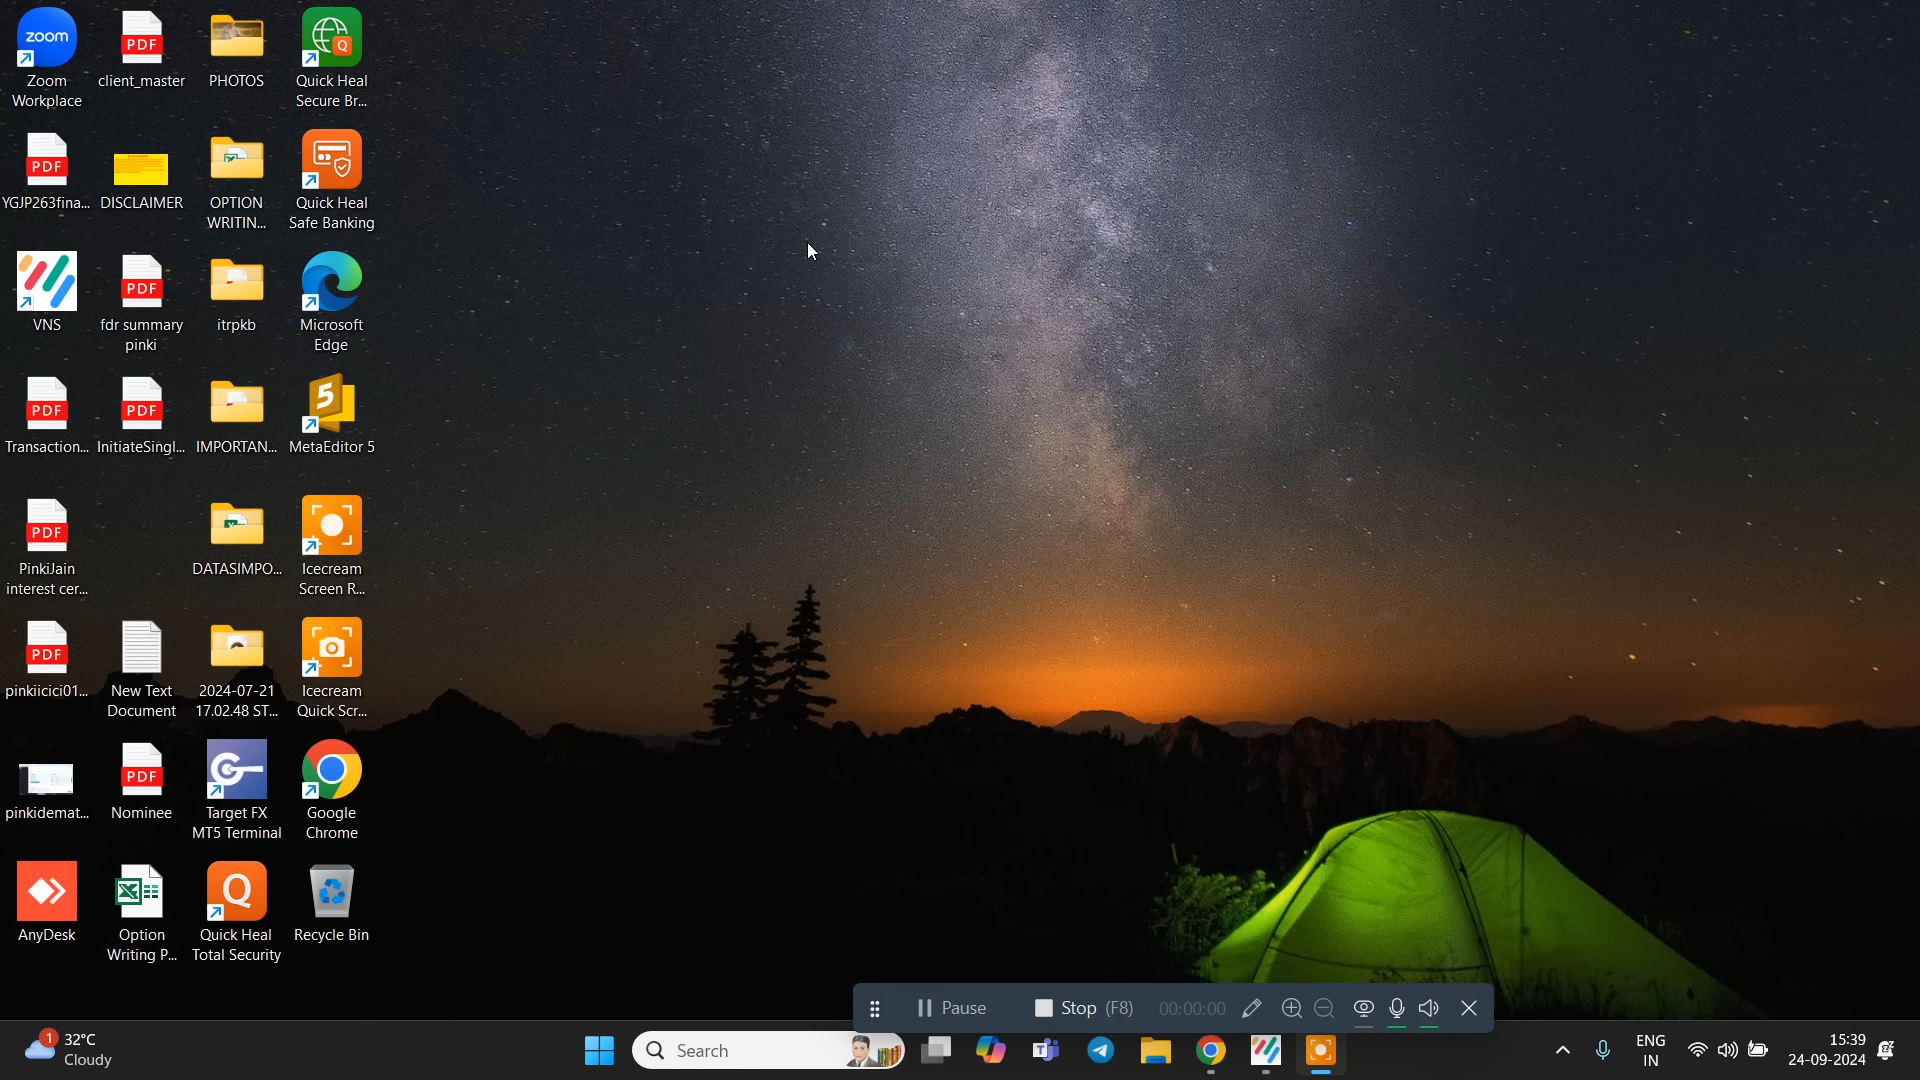 zoom
Zoom
Workplace
PDF
client_master
PHOTOS
Q
Quick Heal
Secure Br...
PDF
YGJP263fina...
DISCLAIMER
OPTION
WRITIN...
Quick Heal
Safe Banking
VNS
PDF
fdr summary
pinki
itrpkb
Microsoft
Edge
PDF
Transaction...
PDF
InitiateSingl...
IMPORTAN...
5
MetaEditor 5
PDF
PinkiJain
interest cer...
DATASIMPO...
Icecream
Screen R...
PDF
pinkiicici01...
New Text
Document
2024-07-21
17.02.48 ST...
Icecream
Quick Scr...
pinkidemat...
PDF
Nominee
Target FX
MT5 Terminal
Google
Chrome
AnyDesk
Option
Writing P...
Q
Quick Heal
Total Security
Recycle Bin
Pause
Stop (F8)
00:00:00
1
32°C
Cloudy
Search
ENG
IN
15:39
24-09-2024